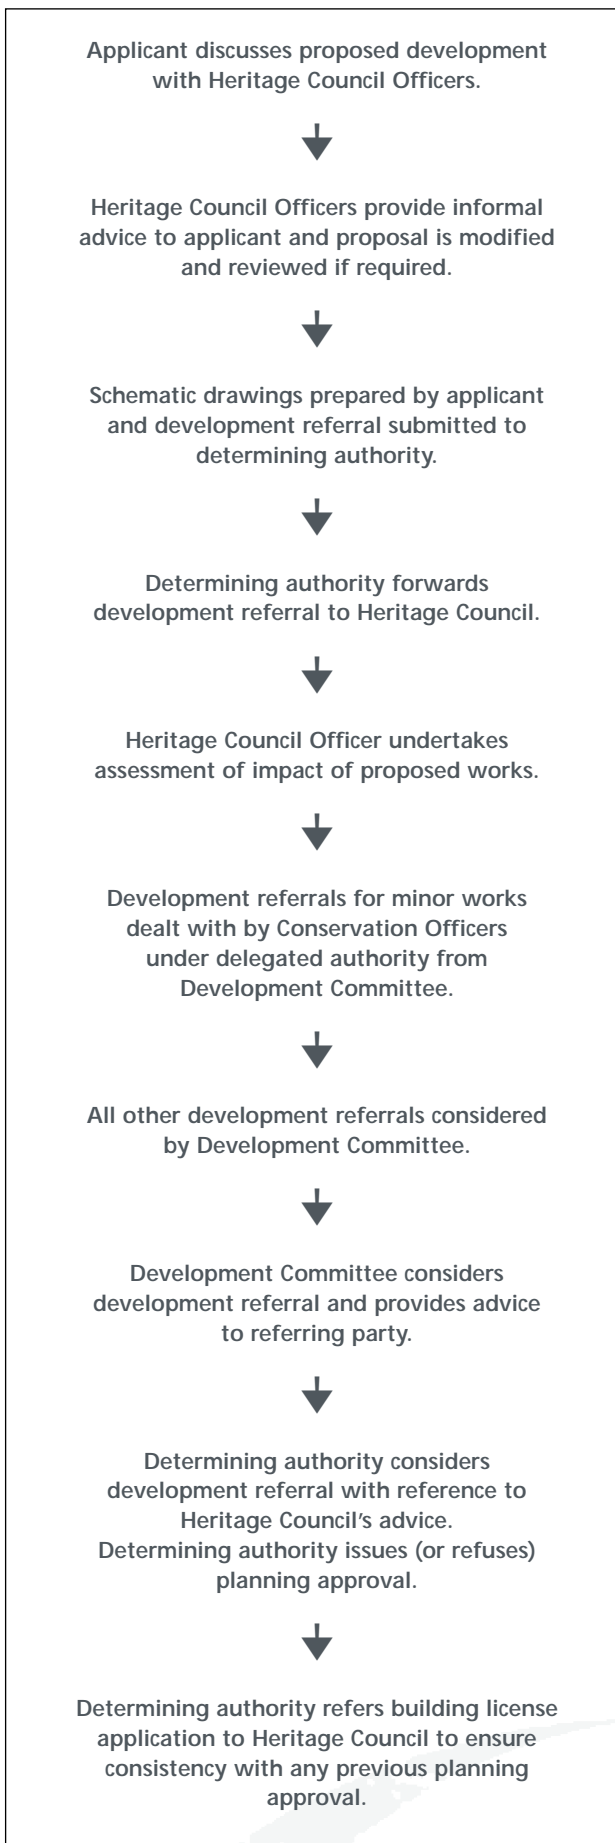 Applicant discusses proposed development
with Heritage Council Officers.
Heritage Council Officers provide informal
advice to applicant and proposal is modified
and reviewed if required.
Schematic drawings prepared by applicant
and development referral submitted to
determining authority.
Determining authority forwards
development referral to Heritage Council.
Heritage Council Officer undertakes
assessment of impact of proposed works.
Development referrals for minor works
dealt with by Conservation Officers
under delegated authority from
Development Committee.
All other development referrals considered
by Development Committee.
Development Committee considers
development referral and provides advice
to referring party.
Determining authority considers
development referral with reference to
Heritage Council's advice.
Determining authority issues (or refuses)
planning approval.
Determining authority refers building license
application to Heritage Council to ensure
consistency with any previous planning
approval.